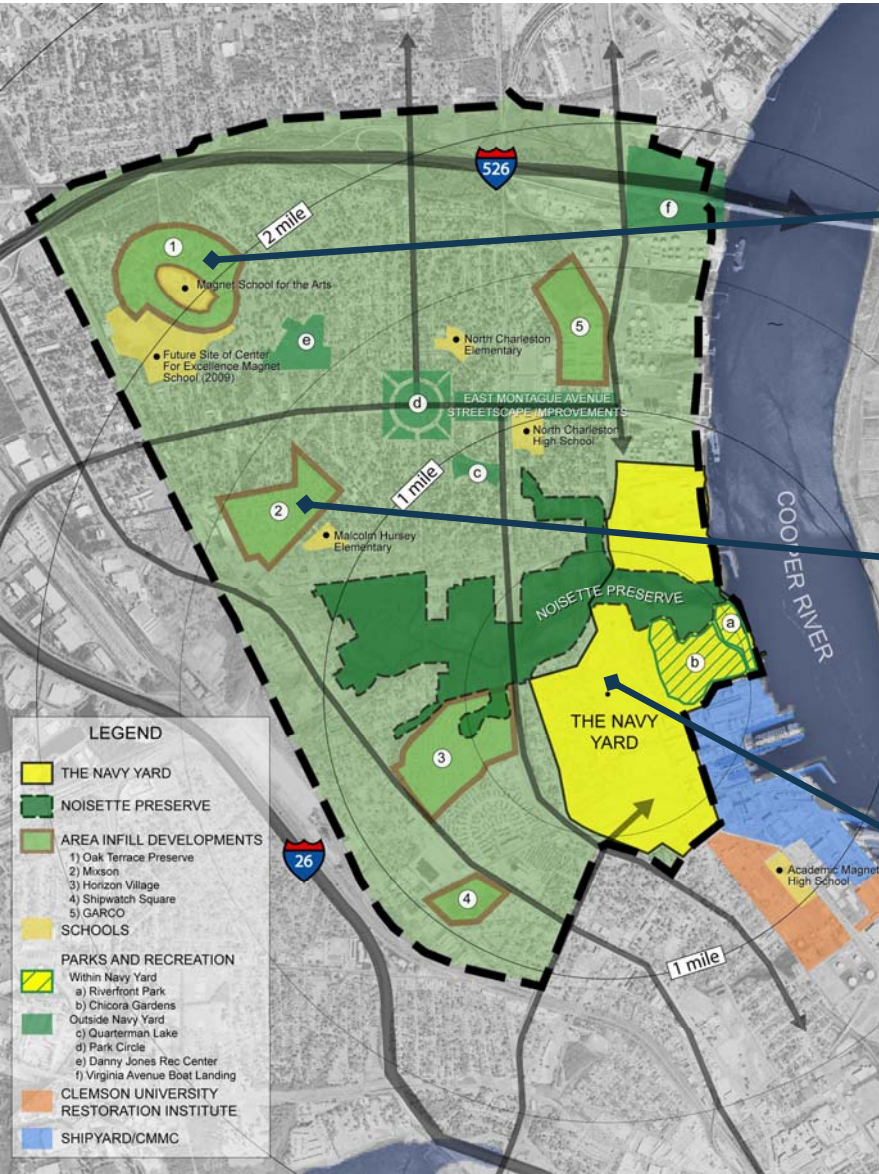 526
f
2 mile
1
Magnet School for the Arts
5
e
North Charleston
Elementary
Future Site of Center
For Excellence Magnet
School (2009)
d
EAST MONTAGUE AVENUE
STREETSCAPE IMPROVEMENTS
North Charleston
High School
c
1 mile
2
Malcolm Hursey
Elementary
COOPER RIVER
NOISETTE PRESERVE
a
b
THE NAVY
YARD
3
26
4
Academic Magnet
High School
1 mile
LEGEND
THE NAVY YARD
NOISETTE PRESERVE
AREA INFILL DEVELOPMENTS
1) Oak Terrace Preserve
2) Mixson
3) Horizon Village
4) Shipwatch Square
5) GARCO
SCHOOLS
PARKS AND RECREATION
Within Navy Yard
a) Riverfront Park
b) Chicora Gardens
Outside Navy Yard
c) Quarterman Lake
d) Park Circle
e) Danny Jones Rec Center
f) Virginia Avenue Boat Landing
CLEMSON UNIVERSITY
RESTORATION INSTITUTE
SHIPYARD/CMMC